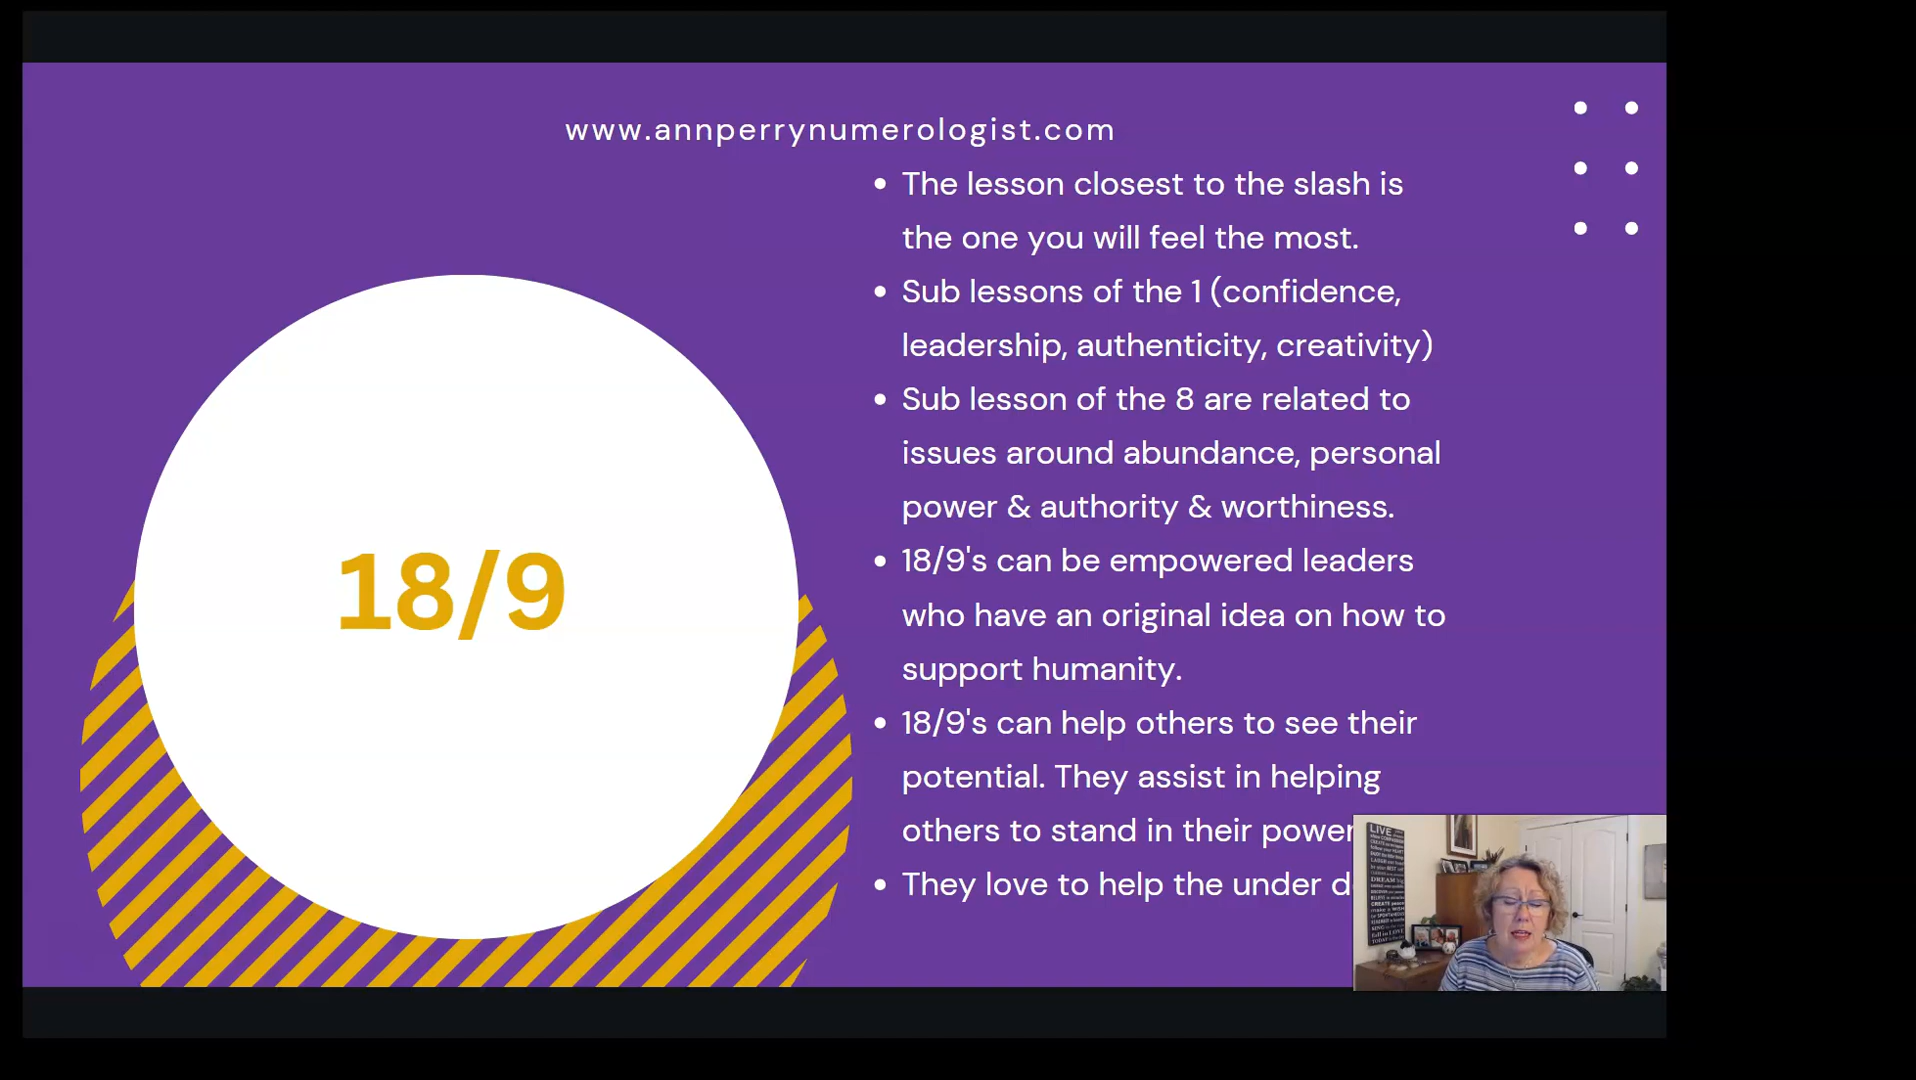 www.annperrynumerologist.com
• The lesson closest to the slash is
the one you will feel the most.
• Sub lessons of the 1 (confidence,
leadership, authenticity, creativity)
• Sub lesson of the 8 are related to
issues around abundance, personal
power & authority & worthiness.
• 18/9's can be empowered leaders
who have an original idea on how to
support humanity.
• 18/9's can help others to see their
potential. They assist in helping
others to stand in their power
• They love to help the under d
18/9
LIVE
DREAM